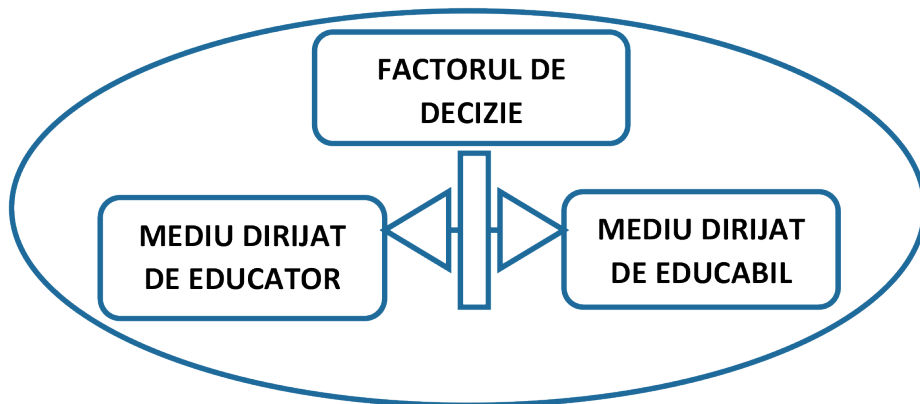 FACTORUL DE
DECIZIE
MEDIU DIRIJAT
DE EDUCATOR
MEDIU DIRIJAT
DE EDUCABIL